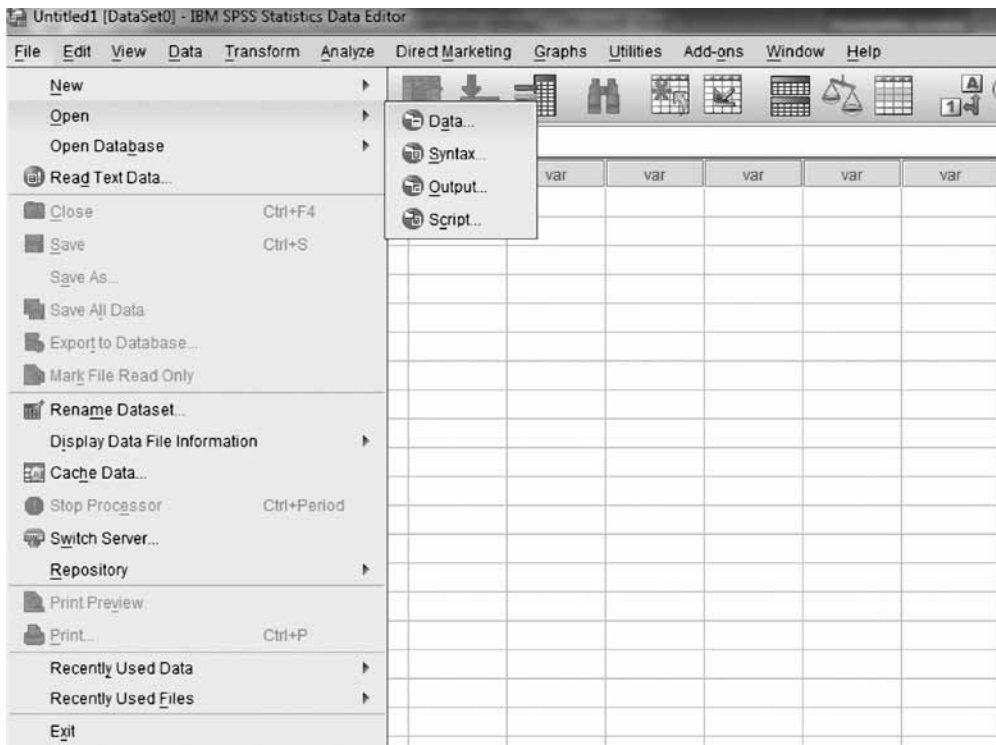 Untitled1 [DataSet0] - IBM SPSS Statistics Data Editor
File Edit View Data Transform Analyze Direct Marketing Graphs Utilities Add-ons Window Help
New
Open
Open Database
Read Text Data...
Close Ctrl+F4
Save Ctrl+S
Save As...
Save All Data
Export to Database...
Mark File Read Only
Rename Dataset...
Display Data File Information
Cache Data...
Stop Processor Ctrl+Period
Switch Server...
Repository
Print Preview
Print... Ctrl+P
Recently Used Data
Recently Used Files
Exit
Data...
Syntax...
Output...
Script...
A
1
var var var var var